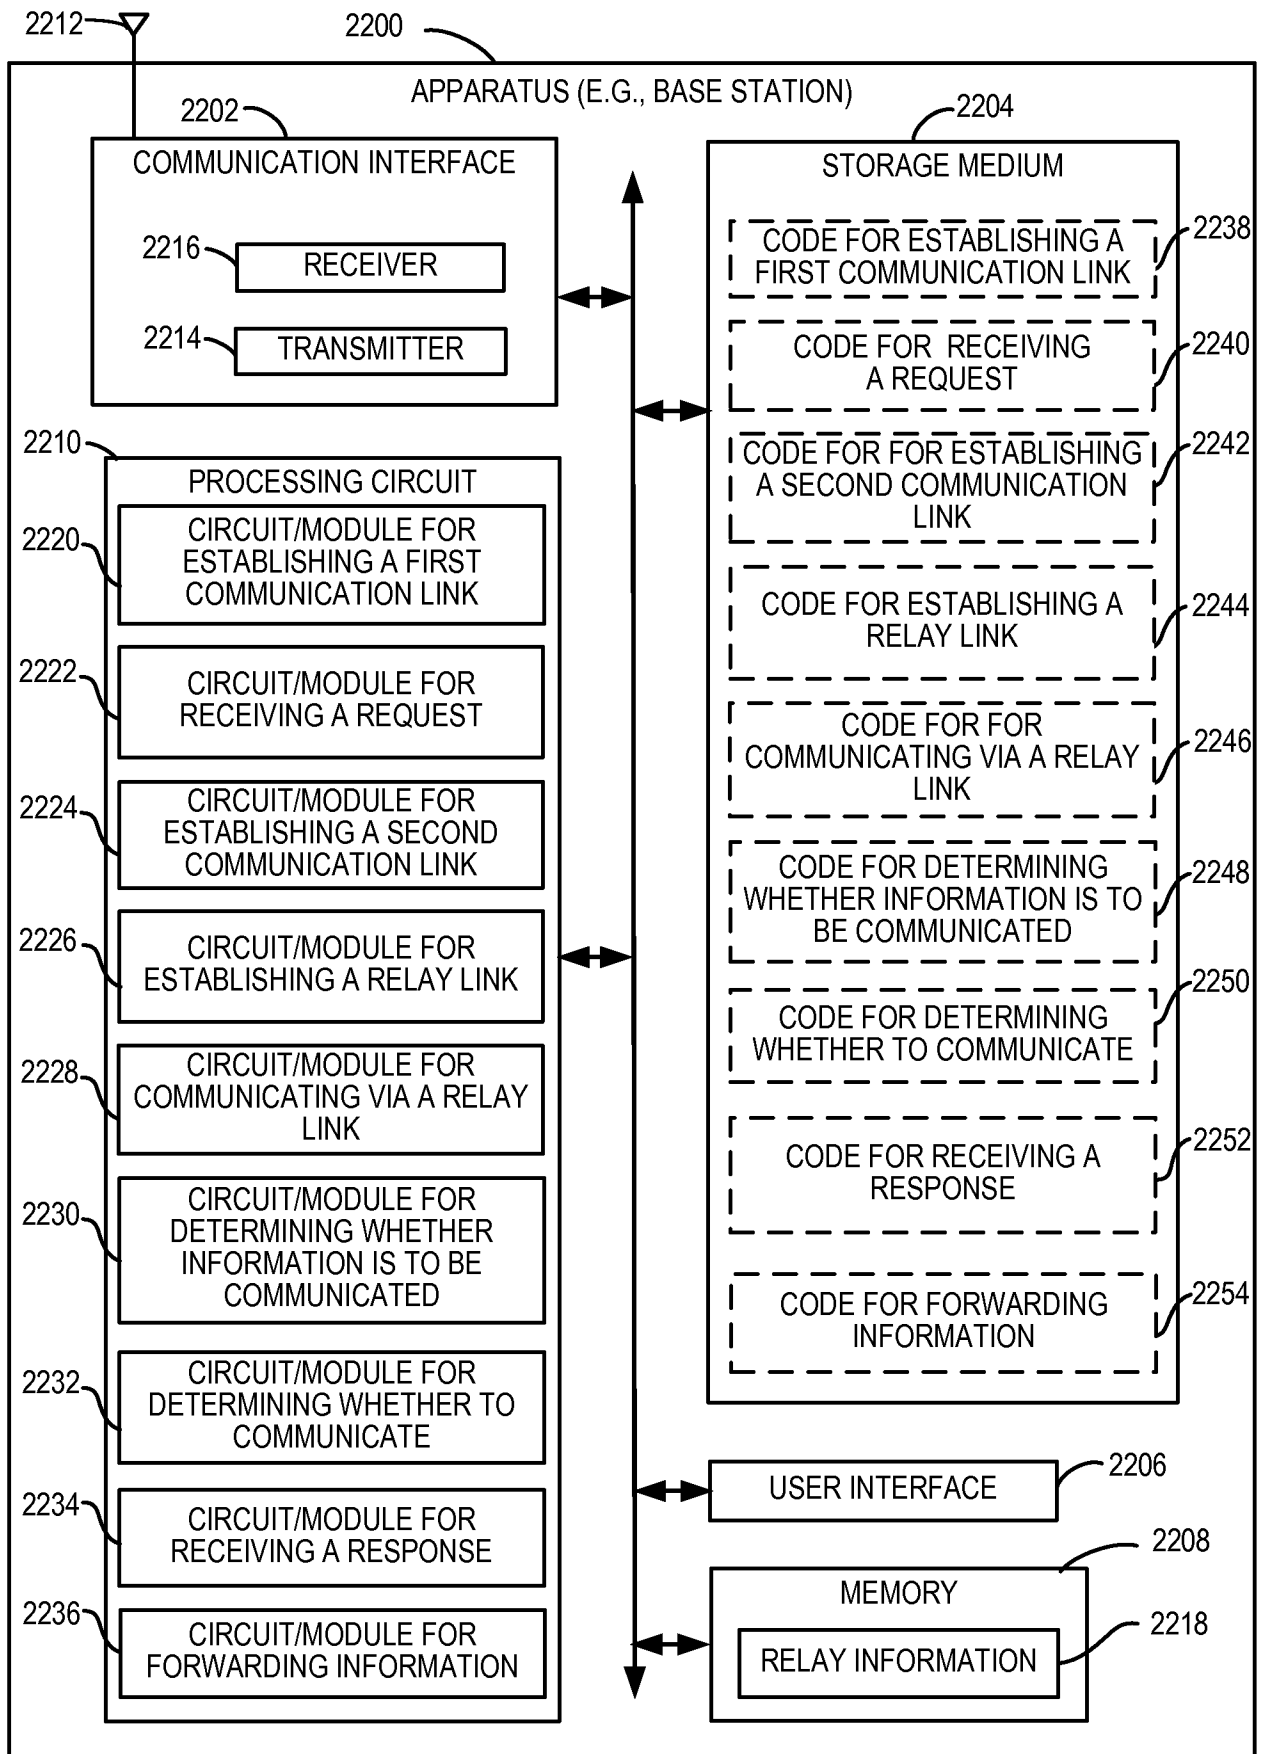 2212
2200
APPARATUS (E.G., BASE STATION)
2202
COMMUNICATION INTERFACE
2216
RECEIVER
2214
TRANSMITTER
2210
PROCESSING CIRCUIT
2220
CIRCUIT/MODULE FOR
ESTABLISHING A FIRST
COMMUNICATION LINK
2222
CIRCUIT/MODULE FOR
RECEIVING A REQUEST
2224
CIRCUIT/MODULE FOR
ESTABLISHING A SECOND
COMMUNICATION LINK
2226
CIRCUIT/MODULE FOR
ESTABLISHING A RELAY LINK
2228
CIRCUIT/MODULE FOR
COMMUNICATING VIA A RELAY
LINK
2230
CIRCUIT/MODULE FOR
DETERMINING WHETHER
INFORMATION IS TO BE
COMMUNICATED
2232
CIRCUIT/MODULE FOR
DETERMINING WHETHER TO
COMMUNICATE
2234
CIRCUIT/MODULE FOR
RECEIVING A RESPONSE
2236
CIRCUIT/MODULE FOR
FORWARDING INFORMATION
2204
STORAGE MEDIUM
CODE FOR ESTABLISHING A
FIRST COMMUNICATION LINK
2238
CODE FOR RECEIVING
A REQUEST
2240
CODE FOR FOR ESTABLISHING
A SECOND COMMUNICATION
LINK
2242
CODE FOR ESTABLISHING A
RELAY LINK
2244
CODE FOR FOR
COMMUNICATING VIA A RELAY
LINK
2246
CODE FOR DETERMINING
WHETHER INFORMATION IS TO
BE COMMUNICATED
2248
CODE FOR DETERMINING
WHETHER TO COMMUNICATE
2250
CODE FOR RECEIVING A
RESPONSE
2252
CODE FOR FORWARDING
INFORMATION
2254
USER INTERFACE
2206
2208
MEMORY
RELAY INFORMATION
2218